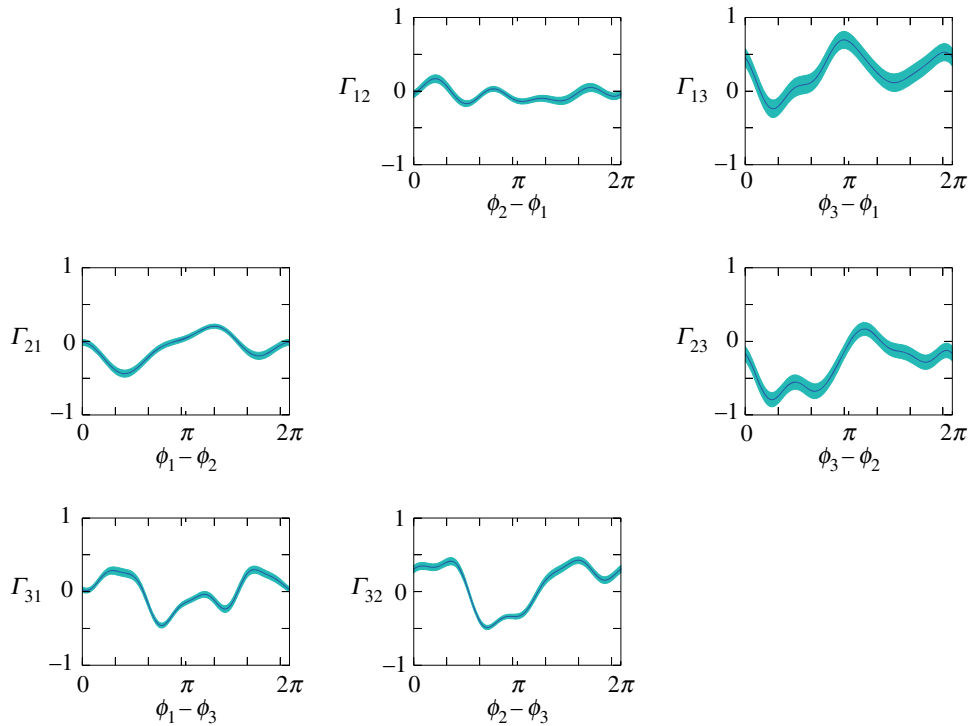 1
Γ12 0
–1
0 π 2π
ϕ2 – ϕ1
1
Γ13 0
–1
0 π 2π
ϕ3 – ϕ1
1
Γ21 0
–1
0 π 2π
ϕ1 – ϕ2
1
Γ23 0
–1
0 π 2π
ϕ3 – ϕ2
1
Γ31 0
–1
0 π 2π
ϕ1 – ϕ3
1
Γ32 0
–1
0 π 2π
ϕ2 – ϕ3